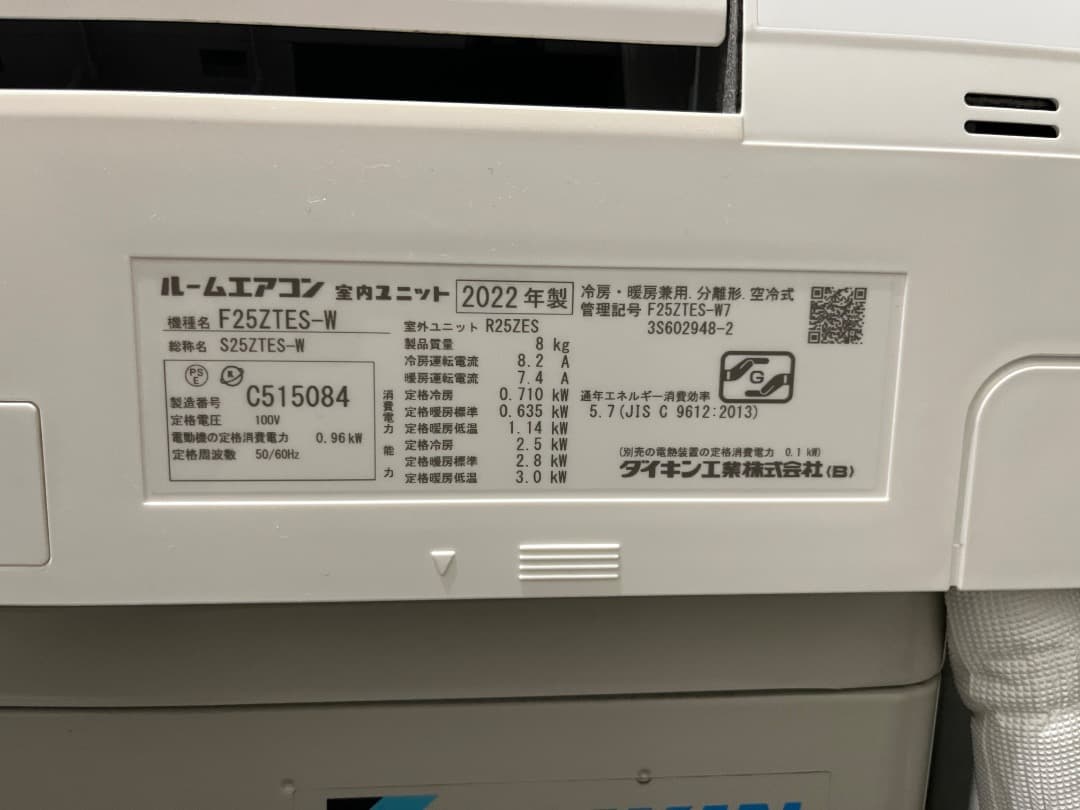 ルームエアコン 室内ユニット 2022年製
冷房・暖房兼用.分離形.空冷式
管理記号 F25ZTES-W7
3S602948-2
機種名 F25ZTES-W
総称名 S25ZTES-W
PS
E
製造番号 C515084
定格電圧 100V
電動機の定格消費電力 0.96kW
定格周波数 50/60Hz
室外ユニット R25ZES
製品質量 8 kg
冷房運転電流 8.2 A
暖房運転電流 7.4 A
消費電力
定格冷房 0.710 kW
定格暖房標準 0.635 kW
定格暖房低温 1.14 kW
能力
定格冷房 2.5 kW
定格暖房標準 2.8 kW
定格暖房低温 3.0 kW
G
通年エネルギー消費効率
5.7(JIS C 9612:2013)
(別売の電熱装置の定格消費電力 0.1 kW)
ダイキン工業株式会社(B)